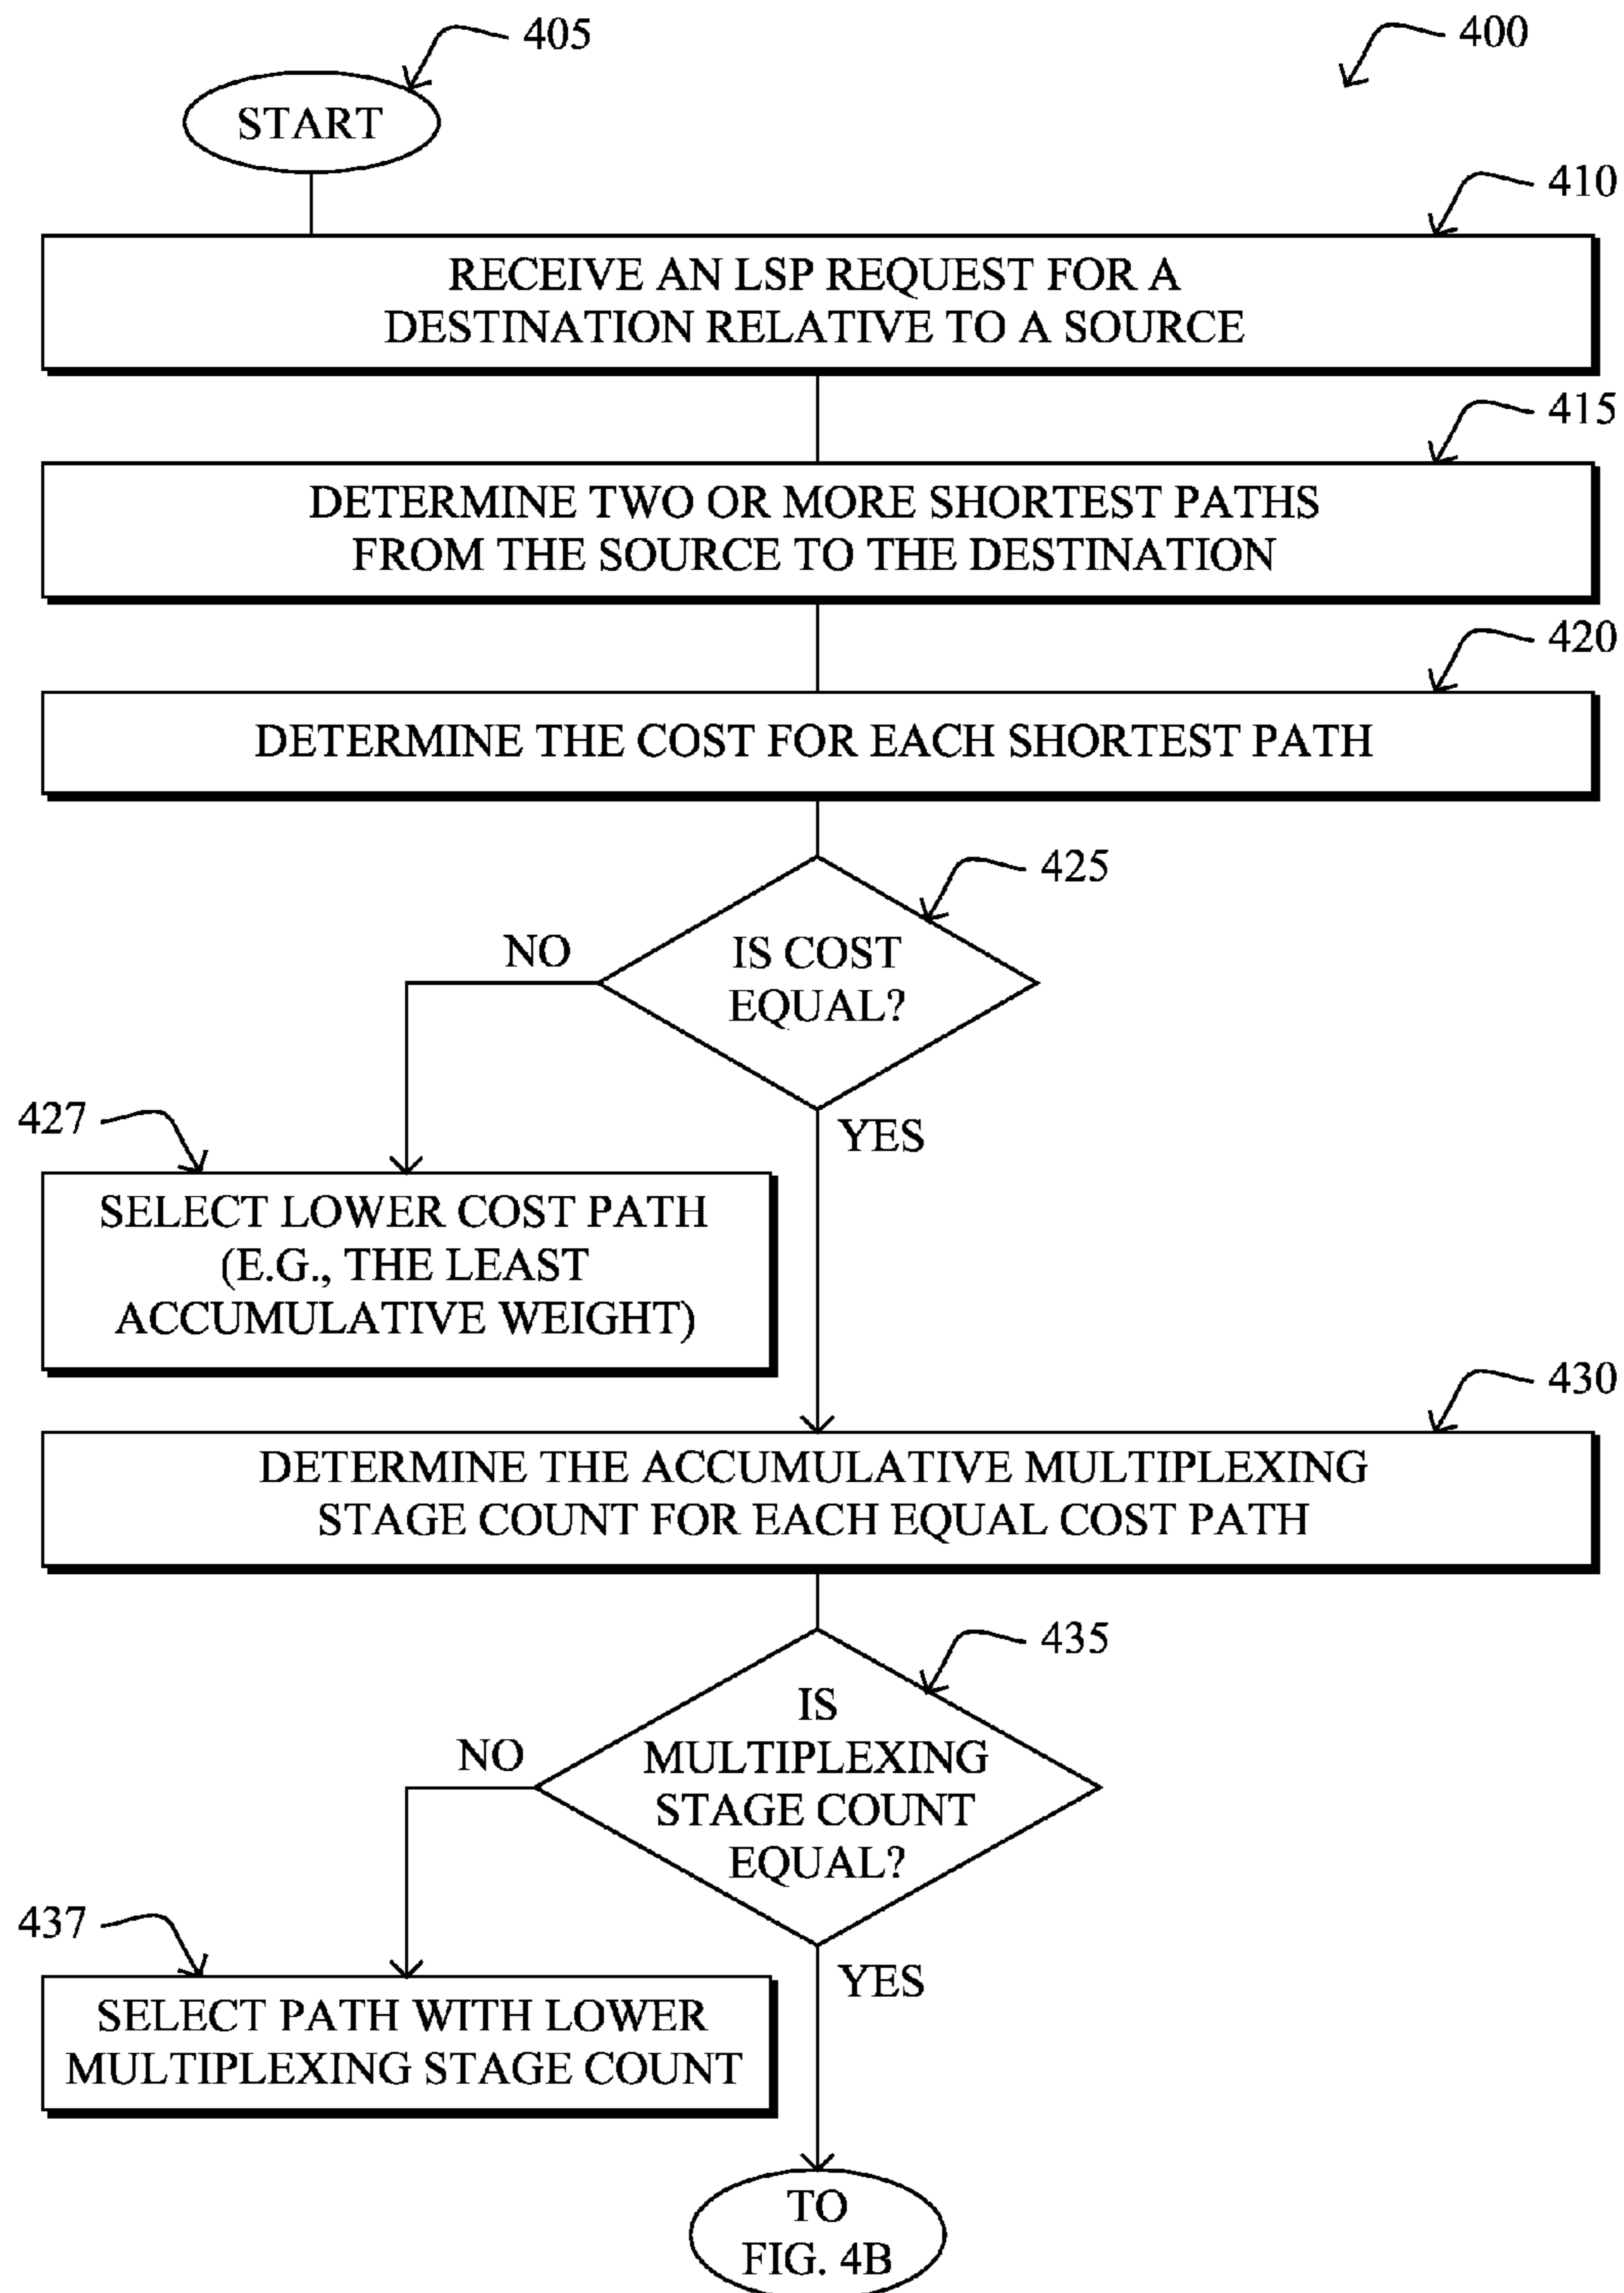 405
400
START
410
RECEIVE AN LSP REQUEST FOR A
DESTINATION RELATIVE TO A SOURCE
415
DETERMINE TWO OR MORE SHORTEST PATHS
FROM THE SOURCE TO THE DESTINATION
420
DETERMINE THE COST FOR EACH SHORTEST PATH
425
IS COST
EQUAL?
NO
YES
427
SELECT LOWER COST PATH
(E.G., THE LEAST
ACCUMULATIVE WEIGHT)
430
DETERMINE THE ACCUMULATIVE MULTIPLEXING
STAGE COUNT FOR EACH EQUAL COST PATH
435
IS
MULTIPLEXING
STAGE COUNT
EQUAL?
NO
YES
437
SELECT PATH WITH LOWER
MULTIPLEXING STAGE COUNT
TO
FIG. 4B